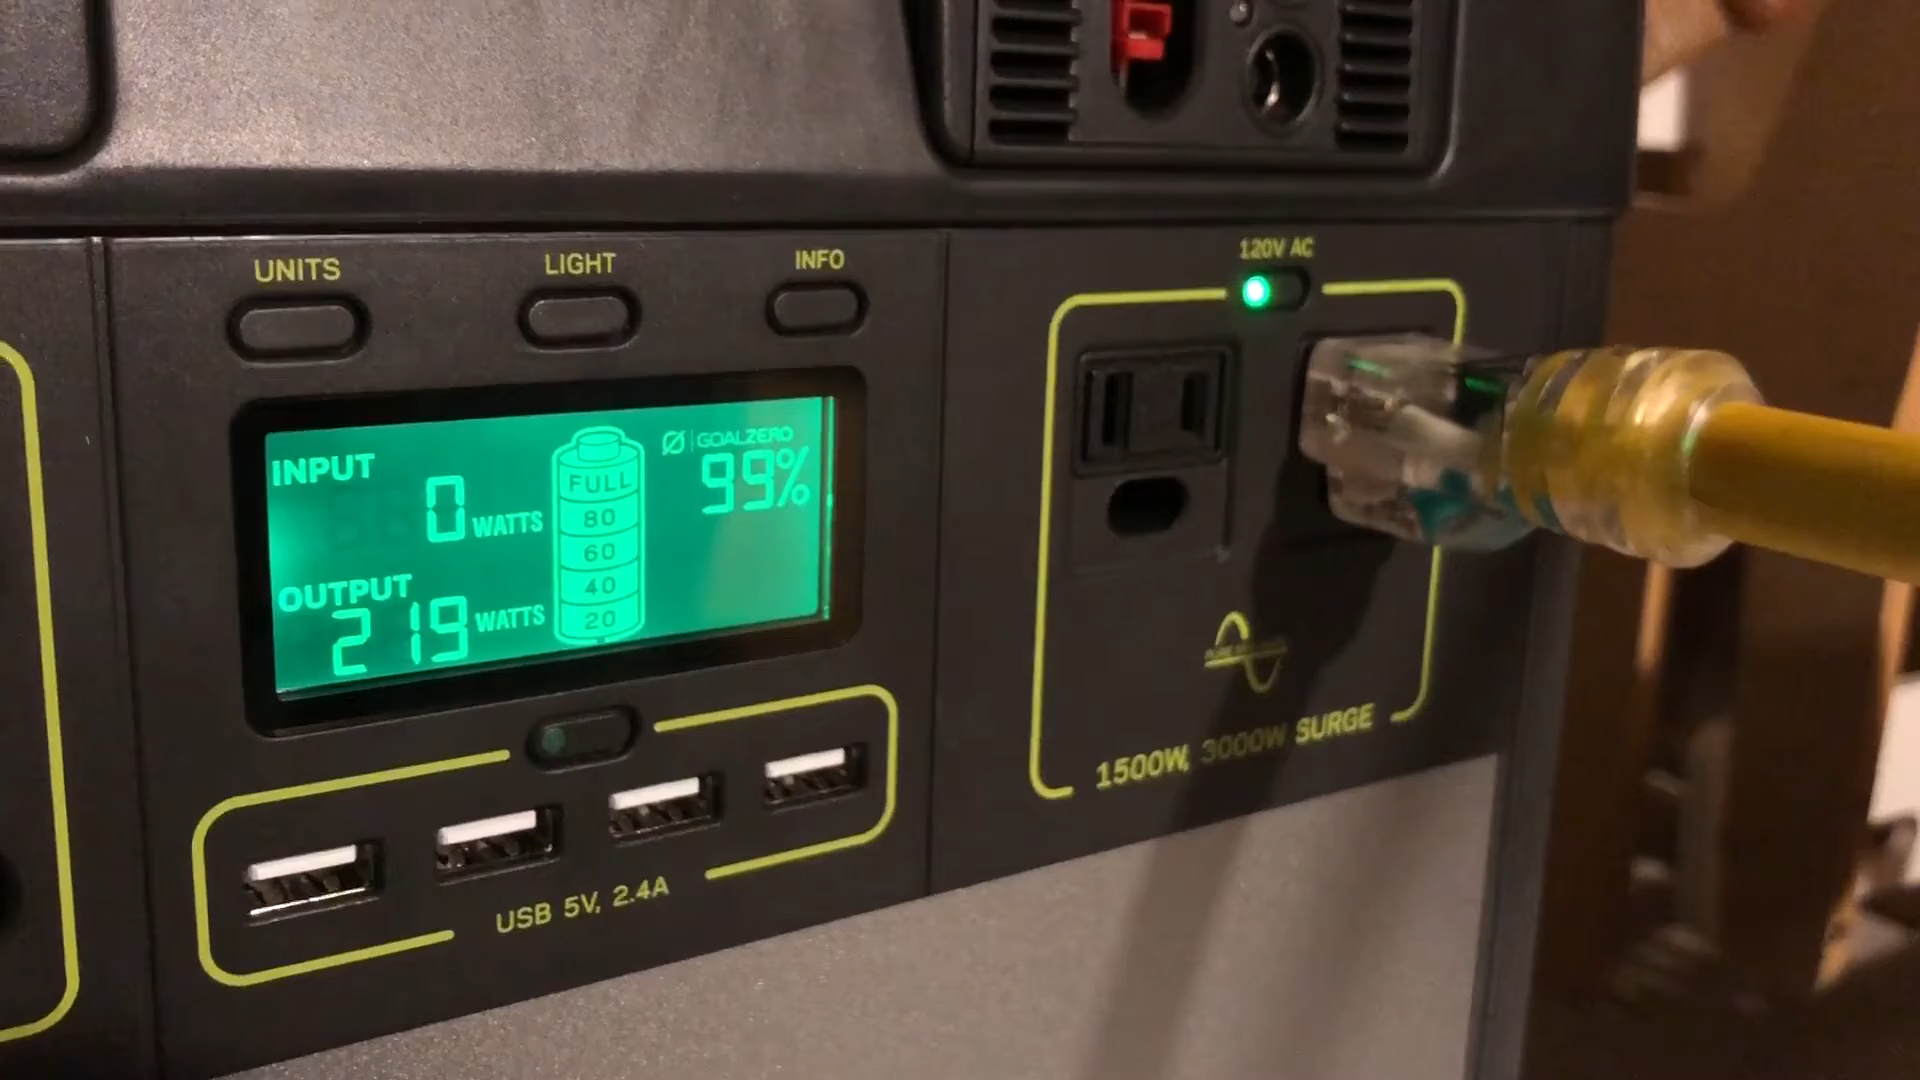 UNITS LIGHT INFO
120V AC
INPUT
0 WATTS
OUTPUT
219 WATTS
FULL
80
60
40
20
GOALZERO
99%
USB 5V, 2.4A
1500W, 3000W SURGE